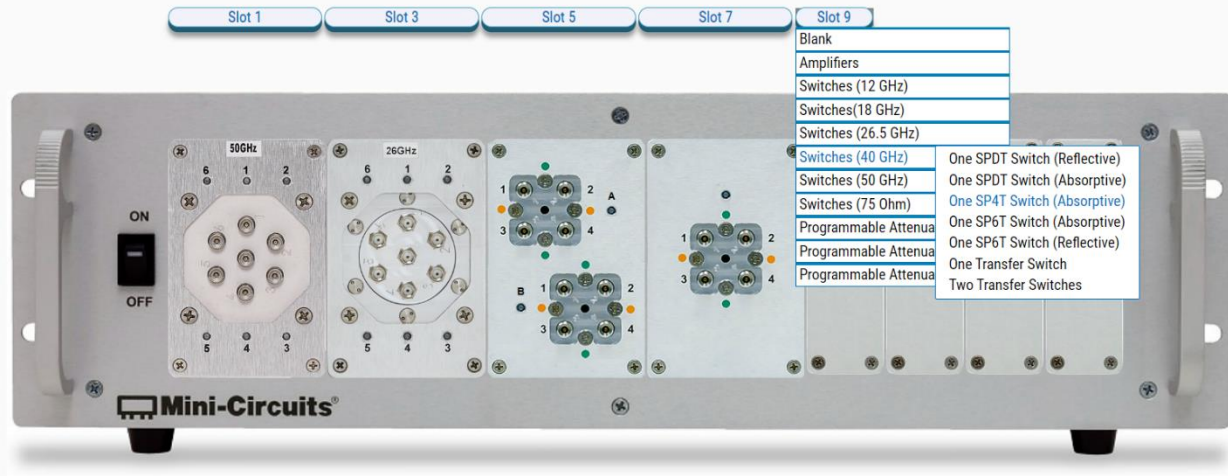 Slot 1
Slot 3
Slot 5
Slot 7
Slot 9
Blank
Amplifiers
Switches (12 GHz)
Switches(18 GHz)
Switches (26.5 GHz)
Switches (40 GHz)
Switches (50 GHz)
Switches (75 Ohm)
Programmable Attenua
Programmable Attenua
Programmable Attenua
One SPDT Switch (Reflective)
One SPDT Switch (Absorptive)
One SP4T Switch (Absorptive)
One SP6T Switch (Absorptive)
One SP6T Switch (Reflective)
One Transfer Switch
Two Transfer Switches
ON
OFF
50GHz
6 1 2
5 4 3
26GHz
6 1 2
5 4 3
1 2 A
3 4
B 1 2
3 4
1 2
3 4
Mini-Circuits®